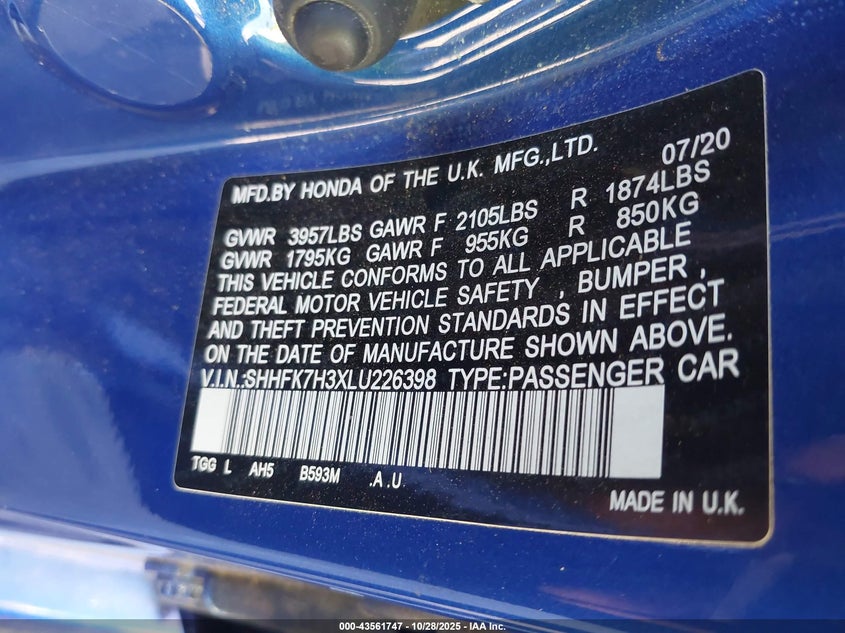 MFD.BY HONDA OF THE U.K. MFG.,LTD. 07/20
GVWR 3957LBS GAWR F 2105LBS R 1874LBS
GVWR 1795KG GAWR F 955KG R 850KG
THIS VEHICLE CONFORMS TO ALL APPLICABLE
FEDERAL MOTOR VEHICLE SAFETY , BUMPER ,
AND THEFT PREVENTION STANDARDS IN EFFECT
ON THE DATE OF MANUFACTURE SHOWN ABOVE.
V.I.N.:SHHFK7H3XLU226398 TYPE:PASSENGER CAR
TGG L AH5 B593M .A .U
MADE IN U.K.
000-43561747 | 10/28/2025 - IAA Inc.